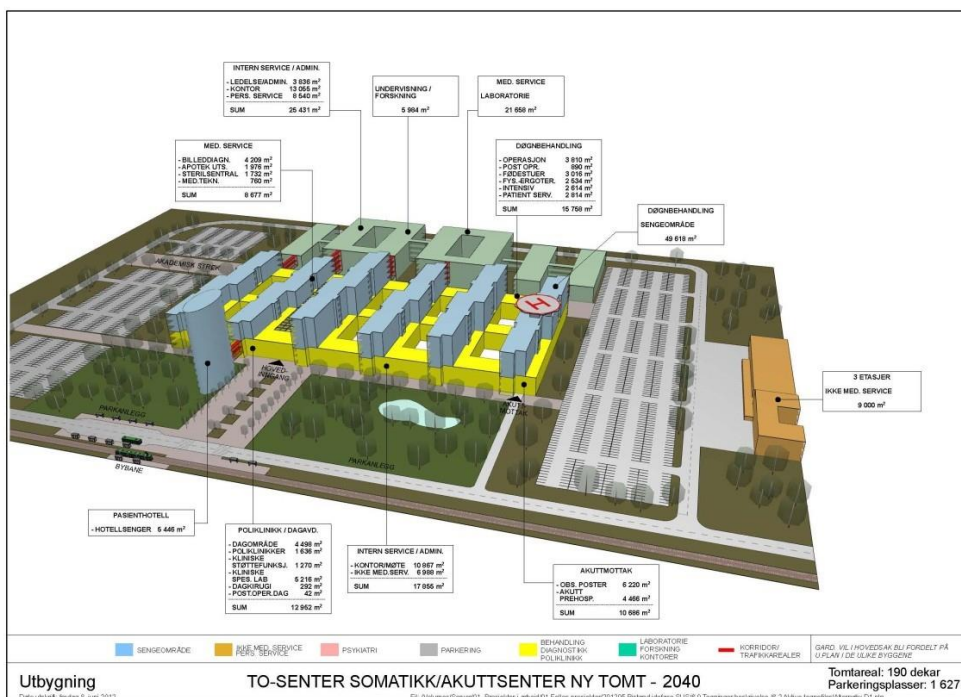 INTERN SERVICE / ADMIN.
- LEDELSE/ADMIN. 3 836 m²
- KONTOR 13 055 m²
- PERS. SERVICE 8 540 m²
SUM 25 431 m²
UNDERVISNING /
FORSKNING
5 984 m²
MED. SERVICE
LABORATORIE
21 658 m²
MED. SERVICE
- BILLEDDIAGN. 4 209 m²
- APOTEK UTS. 1 976 m²
- STERILSENTRAL 1 732 m²
- MED.TEKN. 760 m²
SUM 8 677 m²
DØGNBEHANDLING
- OPERASJON 3 810 m²
- POST OPR. 890 m²
- FØDESTUER 3 016 m²
- FYS.-ERGOTER. 2 534 m²
- INTENSIV 2 614 m²
- PATIENT SERV. 2 914 m²
SUM 15 758 m²
DØGNBEHANDLING
SENGEOMRÅDE
49 618 m²
AKADEMISK STRØK
H
HOVED-
INNGANG
AKUTT
MOTTAK
3 ETASJER
IKKE MED. SERVICE
9 000 m²
PARKANLEGG
BYBANE
PARKANLEGG
PASIENTHOTELL
- HOTELLSENGER 5 446 m²
POLIKLINIKK / DAGAVD.
- DAGOMRÅDE 4 498 m²
- POLIKLINIKKER 1 636 m²
- KLINISKE
STØTTEFUNKSJ. 1 270 m²
- KLINISKE
SPES. LAB 5 216 m²
- DAGKIRUGI 292 m²
- POST.OPER.DAG 42 m²
SUM 12 952 m²
INTERN SERVICE / ADMIN.
- KONTOR/MØTE 10 867 m²
- IKKE MED.SERV. 6 988 m²
SUM 17 855 m²
AKUTTMOTTAK
- OBS. POSTER 6 220 m²
- AKUTT
PREHOSP. 4 466 m²
SUM 10 686 m²
SENGEOMRÅDE
IKKE MED. SERVICE
PERS. SERVICE
PSYKIATRI
PARKERING
BEHANDLING
DIAGNOSTIKK
POLIKLINIKK
LABORATORIE
FORSKNING
KONTORER
KORRIDOR/
TRAFIKKAREALER
GARD. VIL I HOVEDSAK BLI FORDELT PÅ
U.PLAN I DE ULIKE BYGGENE
Utbygning
TO-SENTER SOMATIKK/AKUTTSENTER NY TOMT - 2040
Tomtareal: 190 dekar
Parkeringsplasser: 1 627